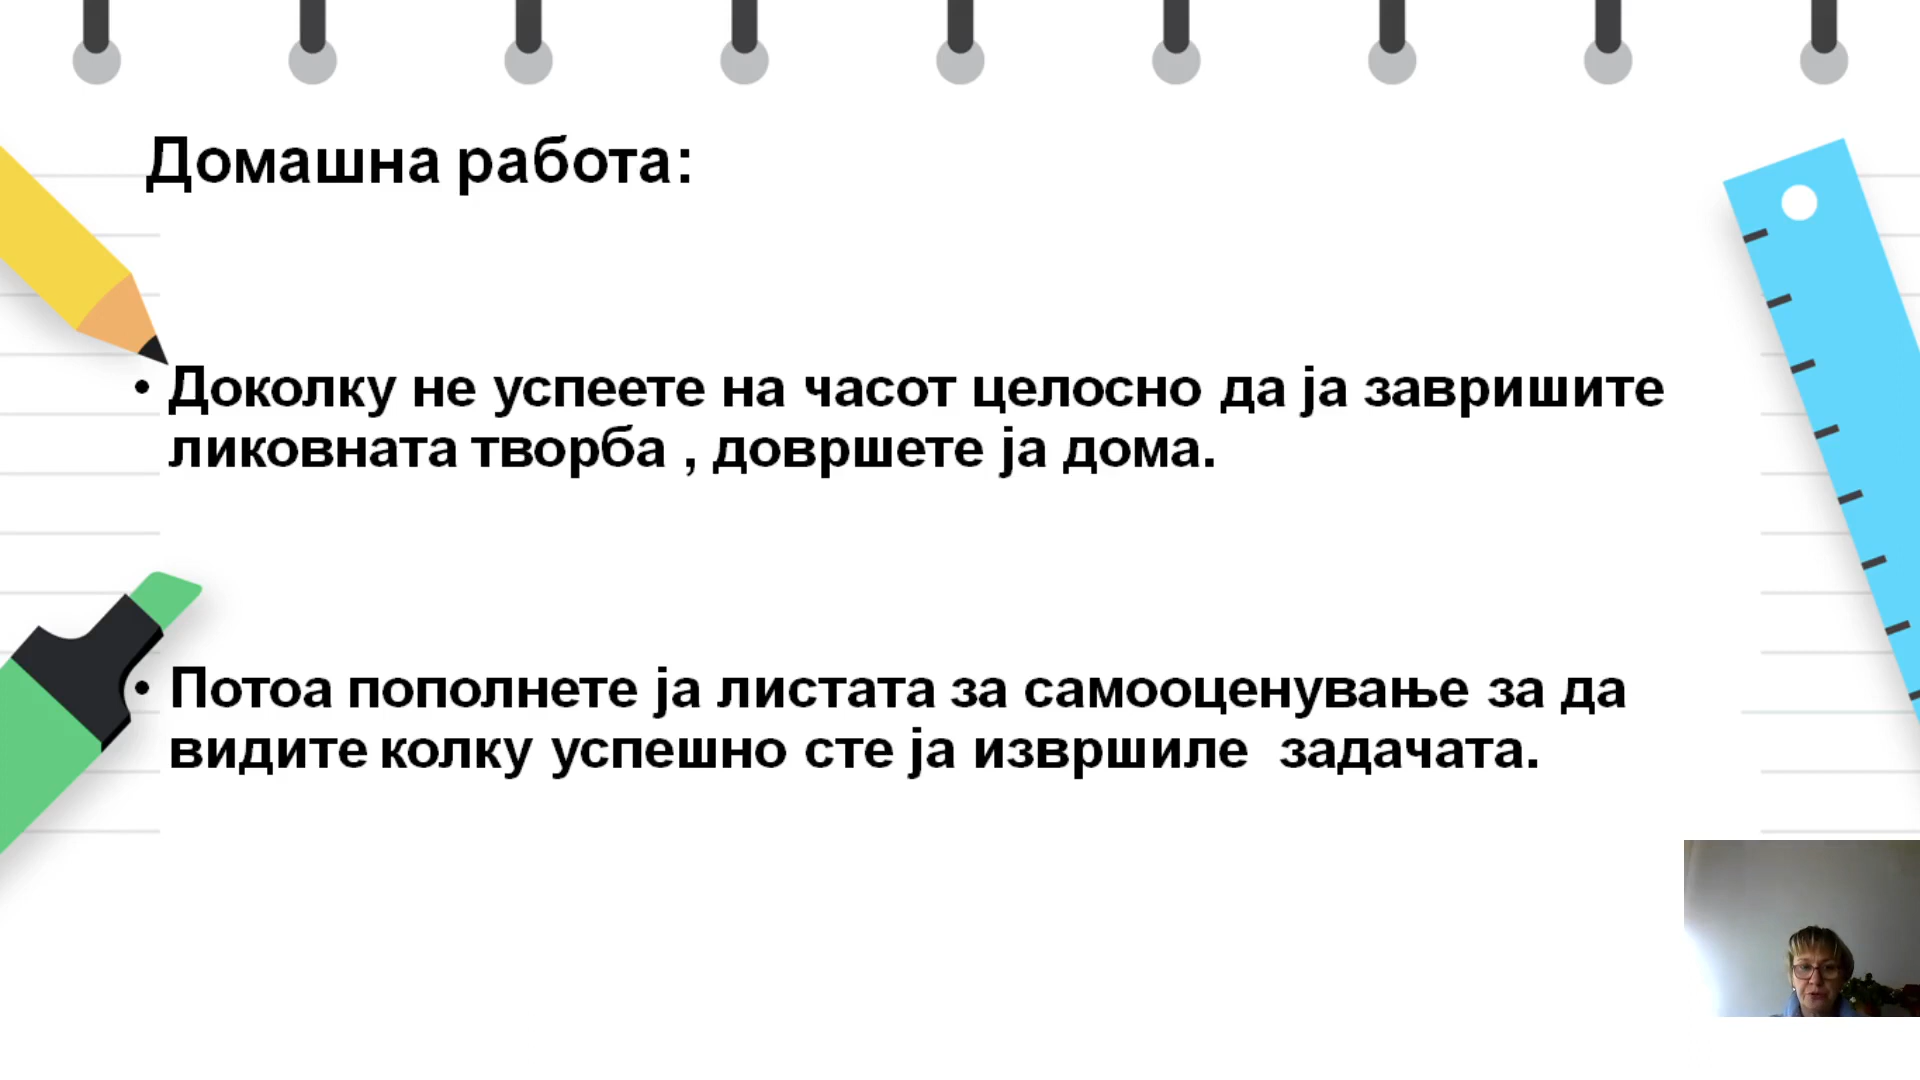 Домашна работа:
• Доколку не успеете на часот целосно да ја завришите
ликовната творба , довршете ја дома.
• Потоа пополнете ја листата за самооценување за да
видите колку успешно сте ја извршиле задачата.